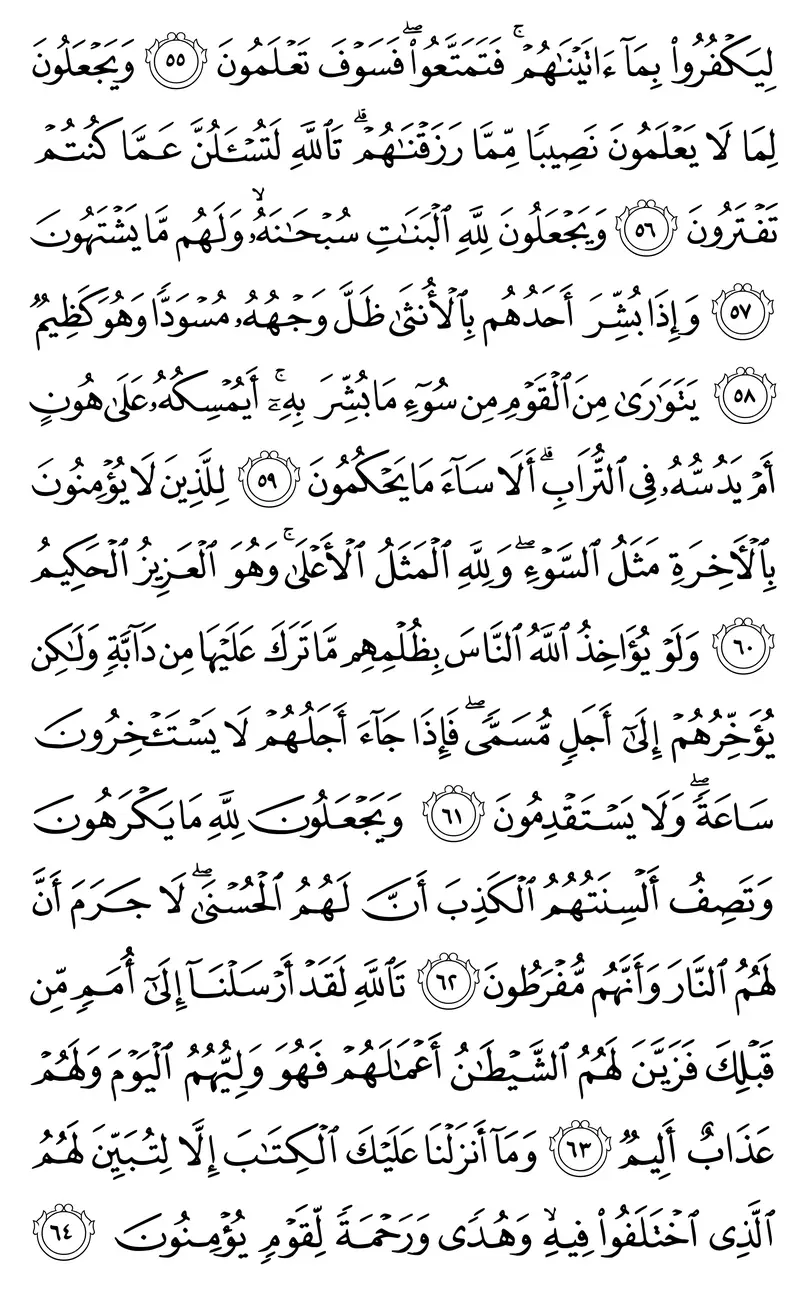 لِيَكْفُرُوا۟ بِمَآ ءَاتَيْنَـٰهُمْ ۚ فَتَمَتَّعُوا۟ ۖ فَسَوْفَ تَعْلَمُونَ ٥٥ وَيَجْعَلُونَ
لِمَا لَا يَعْلَمُونَ نَصِيبًا مِّمَّا رَزَقْنَـٰهُمْ ۗ تَٱللَّهِ لَتُسْـَٔلُنَّ عَمَّا كُنتُمْ
تَفْتَرُونَ ٥٦ وَيَجْعَلُونَ لِلَّهِ ٱلْبَنَـٰتِ سُبْحَـٰنَهُۥ ۙ وَلَهُم مَّا يَشْتَهُونَ
٥٧ وَإِذَا بُشِّرَ أَحَدُهُم بِٱلْأُنثَىٰ ظَلَّ وَجْهُهُۥ مُسْوَدًّا وَهُوَ كَظِيمٌ
٥٨ يَتَوَٰرَىٰ مِنَ ٱلْقَوْمِ مِن سُوٓءِ مَا بُشِّرَ بِهِۦٓ ۚ أَيُمْسِكُهُۥ عَلَىٰ هُونٍ
أَمْ يَدُسُّهُۥ فِى ٱلتُّرَابِ ۗ أَلَا سَآءَ مَا يَحْكُمُونَ ٥٩ لِلَّذِينَ لَا يُؤْمِنُونَ
بِٱلْـَٔاخِرَةِ مَثَلُ ٱلسَّوْءِ ۖ وَلِلَّهِ ٱلْمَثَلُ ٱلْأَعْلَىٰ ۚ وَهُوَ ٱلْعَزِيزُ ٱلْحَكِيمُ
٦٠ وَلَوْ يُؤَاخِذُ ٱللَّهُ ٱلنَّاسَ بِظُلْمِهِم مَّا تَرَكَ عَلَيْهَا مِن دَآبَّةٍ وَلَـٰكِن
يُؤَخِّرُهُمْ إِلَىٰٓ أَجَلٍ مُّسَمًّى ۖ فَإِذَا جَآءَ أَجَلُهُمْ لَا يَسْتَـْٔخِرُونَ
سَاعَةً ۖ وَلَا يَسْتَقْدِمُونَ ٦١ وَيَجْعَلُونَ لِلَّهِ مَا يَكْرَهُونَ
وَتَصِفُ أَلْسِنَتُهُمُ ٱلْكَذِبَ أَنَّ لَهُمُ ٱلْحُسْنَىٰ ۖ لَا جَرَمَ أَنَّ
لَهُمُ ٱلنَّارَ وَأَنَّهُم مُّفْرَطُونَ ٦٢ تَٱللَّهِ لَقَدْ أَرْسَلْنَآ إِلَىٰٓ أُمَمٍ مِّن
قَبْلِكَ فَزَيَّنَ لَهُمُ ٱلشَّيْطَـٰنُ أَعْمَـٰلَهُمْ فَهُوَ وَلِيُّهُمُ ٱلْيَوْمَ وَلَهُمْ
عَذَابٌ أَلِيمٌ ٦٣ وَمَآ أَنزَلْنَا عَلَيْكَ ٱلْكِتَـٰبَ إِلَّا لِتُبَيِّنَ لَهُمُ
ٱلَّذِى ٱخْتَلَفُوا۟ فِيهِ ۙ وَهُدًى وَرَحْمَةً لِّقَوْمٍ يُؤْمِنُونَ ٦٤